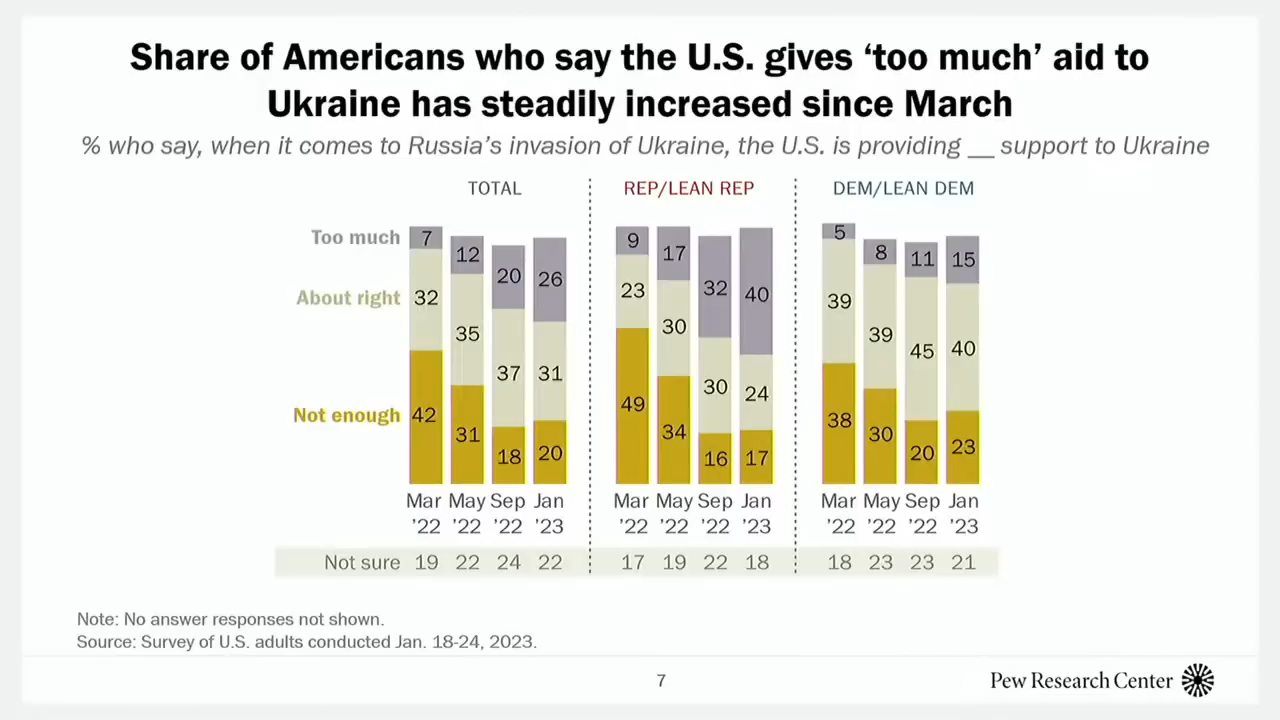 Share of Americans who say the U.S. gives ‘too much’ aid to
Ukraine has steadily increased since March
% who say, when it comes to Russia’s invasion of Ukraine, the U.S. is providing __ support to Ukraine
TOTAL
REP/LEAN REP
DEM/LEAN DEM
Too much 7 12 20 26 9 17 32 40 5 8 11 15
About right 32 35 37 31 23 30 30 24 39 39 45 40
Not enough 42 31 18 20 49 34 16 17 38 30 20 23
Mar May Sep Jan Mar May Sep Jan Mar May Sep Jan
’22 ’22 ’22 ’23 ’22 ’22 ’22 ’23 ’22 ’22 ’22 ’23
Not sure 19 22 24 22 17 19 22 18 18 23 23 21
Note: No answer responses not shown.
Source: Survey of U.S. adults conducted Jan. 18-24, 2023.
7
Pew Research Center